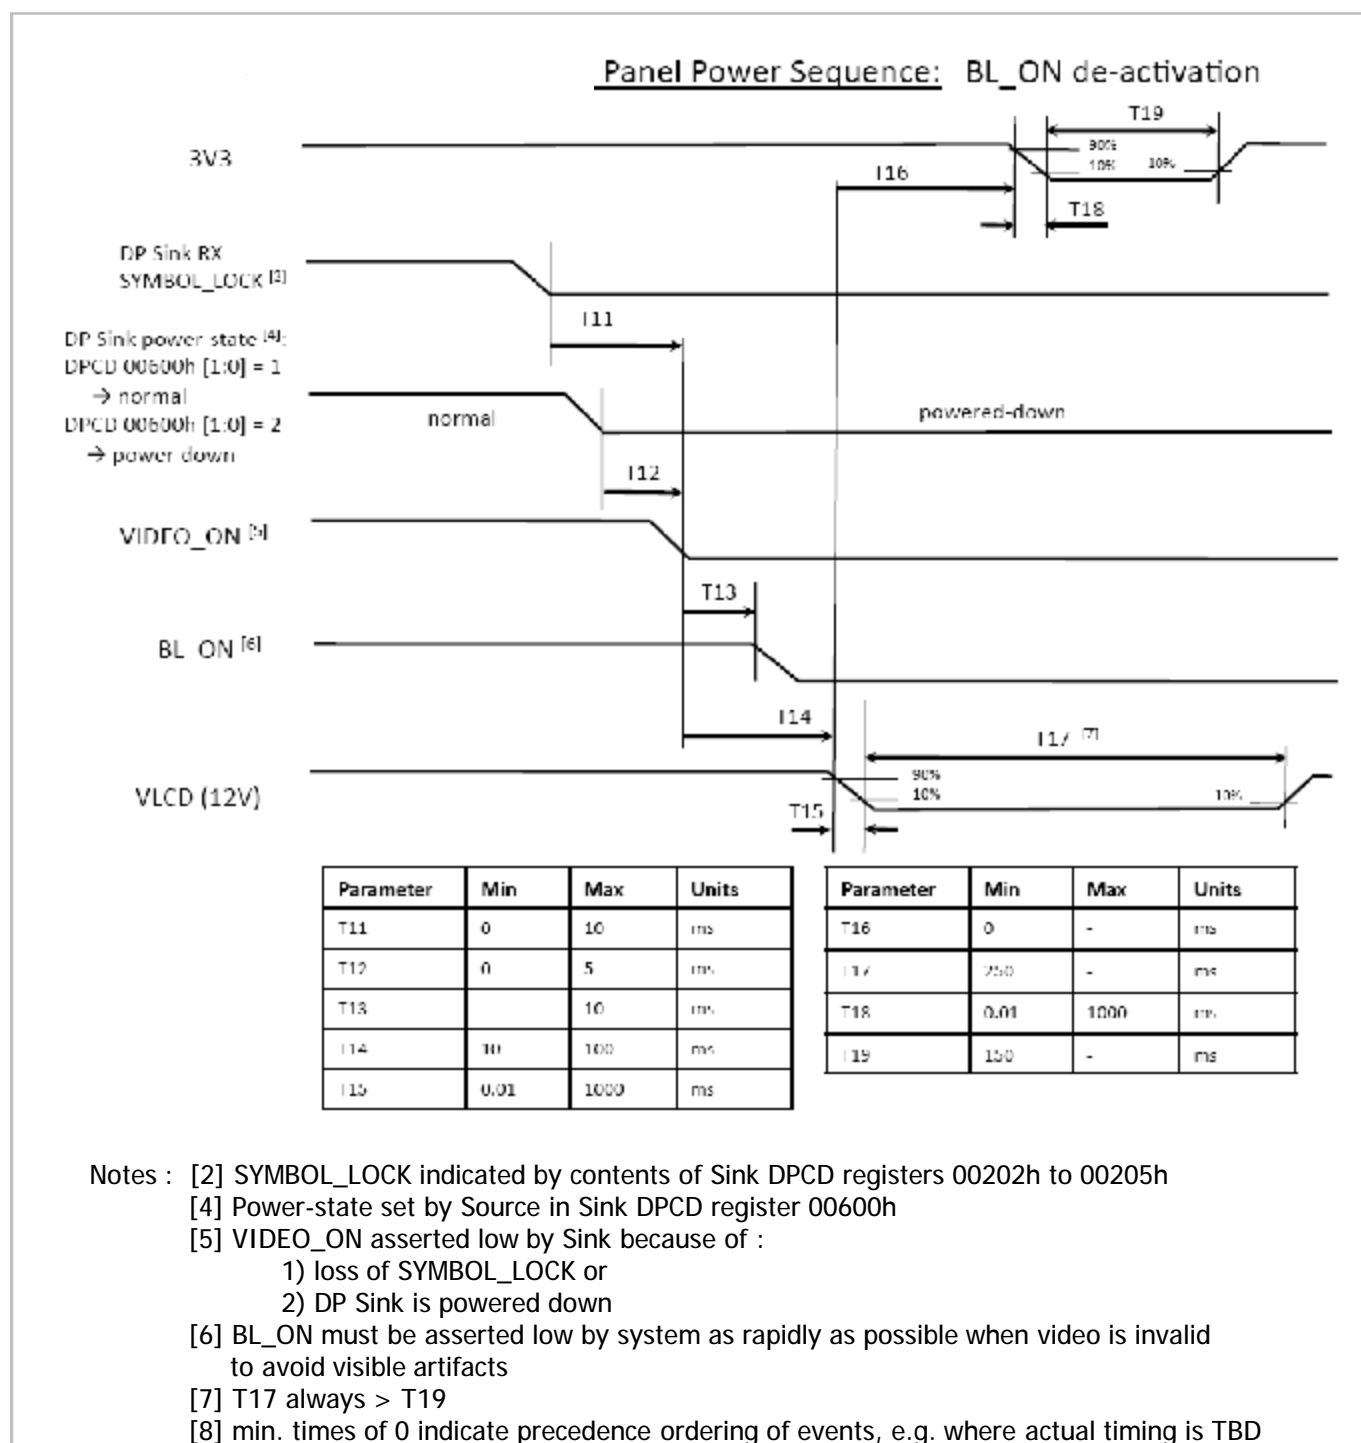 Panel Power Sequence: BL_ON de-activation
T19
3V3
90%
10%
10%
T16
T18
DP Sink RX
SYMBOL_LOCK [2]
T11
DP Sink power state [4]:
DPCD 00600h [1:0] = 1
→ normal
DPCD 00600h [1:0] = 2
→ power down
normal
powered-down
T12
VIDEO_ON [5]
T13
BL_ON [6]
T14
T17 [7]
VLCD (12V)
90%
10%
10%
T15
Parameter Min Max Units
T11 0 10 ms
T12 0 5 ms
T13 10 ms
T14 10 100 ms
T15 0.01 1000 ms
Parameter Min Max Units
T16 0 - ms
T17 250 - ms
T18 0.01 1000 ms
T19 150 - ms
Notes : [2] SYMBOL_LOCK indicated by contents of Sink DPCD registers 00202h to 00205h
[4] Power-state set by Source in Sink DPCD register 00600h
[5] VIDEO_ON asserted low by Sink because of :
1) loss of SYMBOL_LOCK or
2) DP Sink is powered down
[6] BL_ON must be asserted low by system as rapidly as possible when video is invalid
to avoid visible artifacts
[7] T17 always > T19
[8] min. times of 0 indicate precedence ordering of events, e.g. where actual timing is TBD